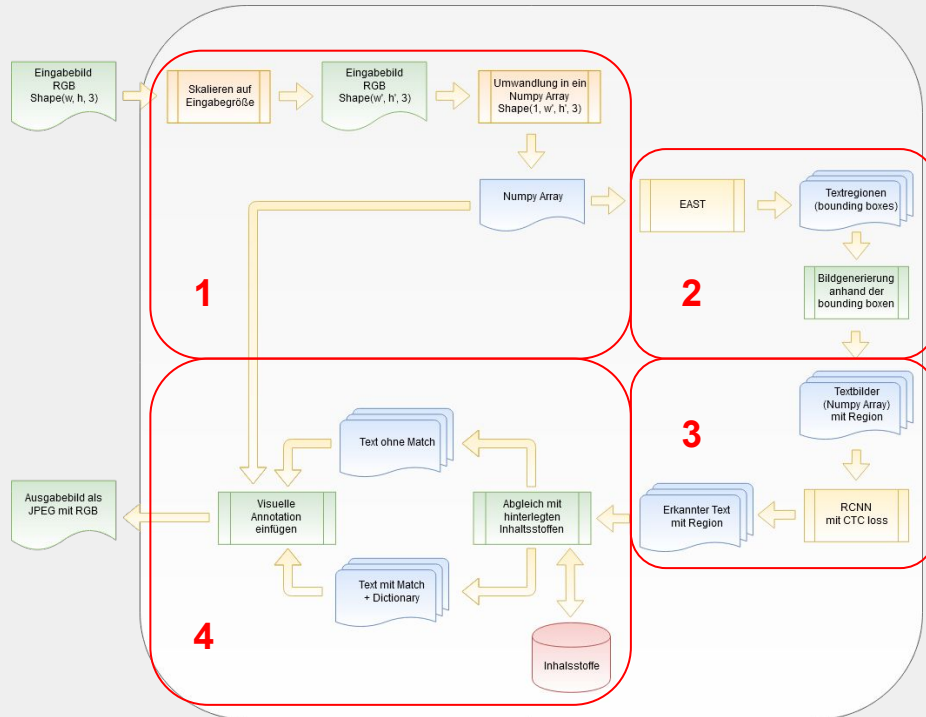 Eingabebild
RGB
Shape(w, h, 3)
Skalieren auf
Eingabegröße
Eingabebild
RGB
Shape(w', h', 3)
Umwandlung in ein
Numpy Array
Shape(1, w', h', 3)
Numpy Array
1
EAST
Textregionen
(bounding boxes)
2
Bildgenerierung
anhand der
bounding boxen
3
Textbilder
(Numpy Array)
mit Region
RCNN
mit CTC loss
Erkannter Text
mit Region
Abgleich mit
hinterlegten
Inhaltsstoffen
Text ohne Match
Text mit Match
+ Dictionary
Inhalsstoffe
Visuelle
Annotation
einfügen
4
Ausgabebild als
JPEG mit RGB